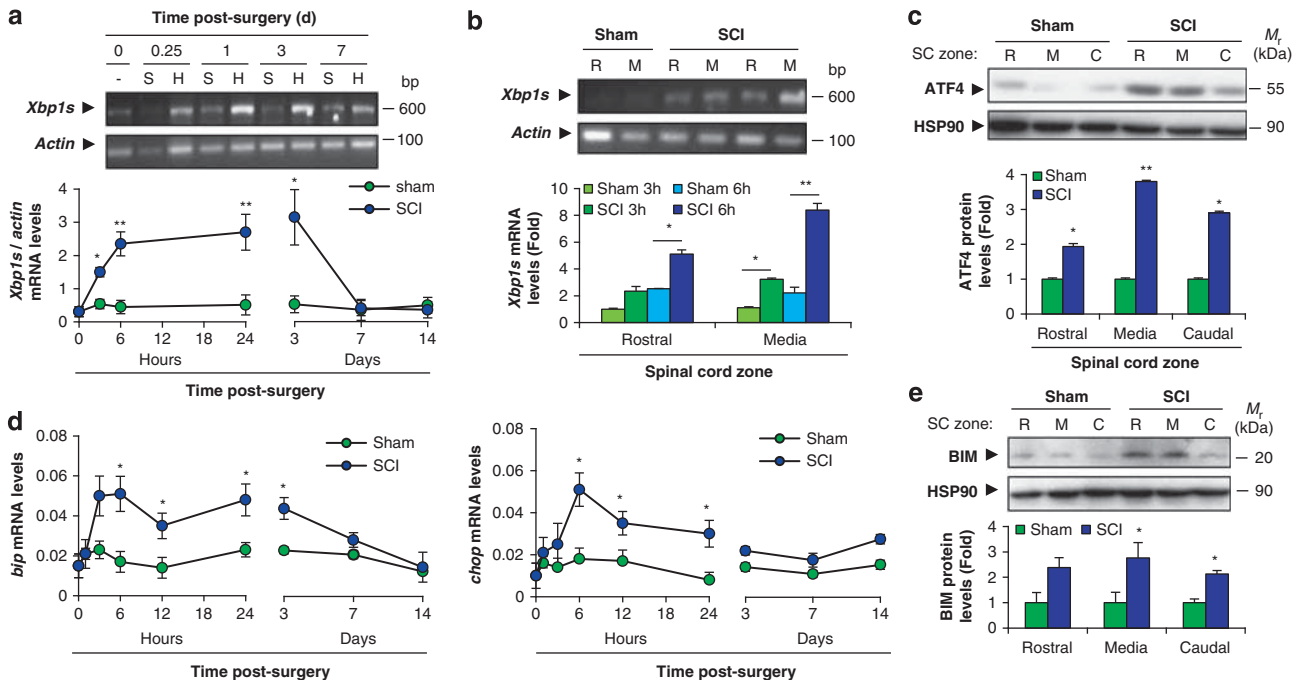 a
Time post-surgery (d)
0 0.25 1 3 7
- S H S H S H S H bp
Xbp1s 600
Actin 100
Xbp1s / actin
mRNA levels
4
3
2
1
0
sham
SCI
* ** ** *
0 6 12 18 24 3 7 14
Hours Days
Time post-surgery
b
Sham SCI
R M R M R M bp
Xbp1s 600
Actin 100
Xbp1s mRNA
levels (Fold)
10
8
6
4
2
0
Sham 3h Sham 6h
SCI 3h SCI 6h
* * **
Rostral Media
Spinal cord zone
c
Sham SCI Mr
(kDa)
SC zone: R M C R M C
ATF4 55
HSP90 90
ATF4 protein
levels (Fold)
4
3
2
1
0
Sham
SCI
* ** *
Rostral Media Caudal
Spinal cord zone
d
bip mRNA levels
0.08
0.06
0.04
0.02
0
Sham
SCI
* * * *
0 6 12 18 24 3 7 14
Hours Days
Time post-surgery
chop mRNA levels
0.08
0.06
0.04
0.02
0
Sham
SCI
* * *
0 6 12 18 24 3 7 14
Hours Days
Time post-surgery
e
Sham SCI Mr
(kDa)
SC zone: R M C R M C
BIM 20
HSP90 90
BIM protein
levels (Fold)
4
3
2
1
0
Sham SCI
* *
Rostral Media Caudal